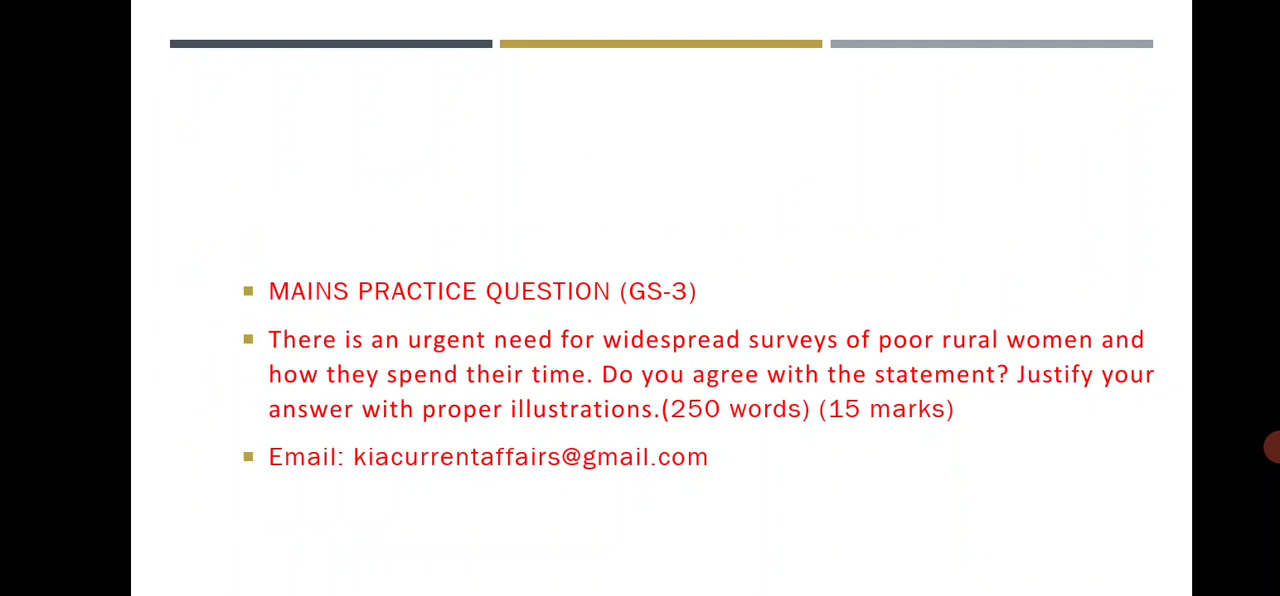 MAINS PRACTICE QUESTION (GS-3)
There is an urgent need for widespread surveys of poor rural women and
how they spend their time. Do you agree with the statement? Justify your
answer with proper illustrations.(250 words) (15 marks)
Email: kiacurrentaffairs@gmail.com